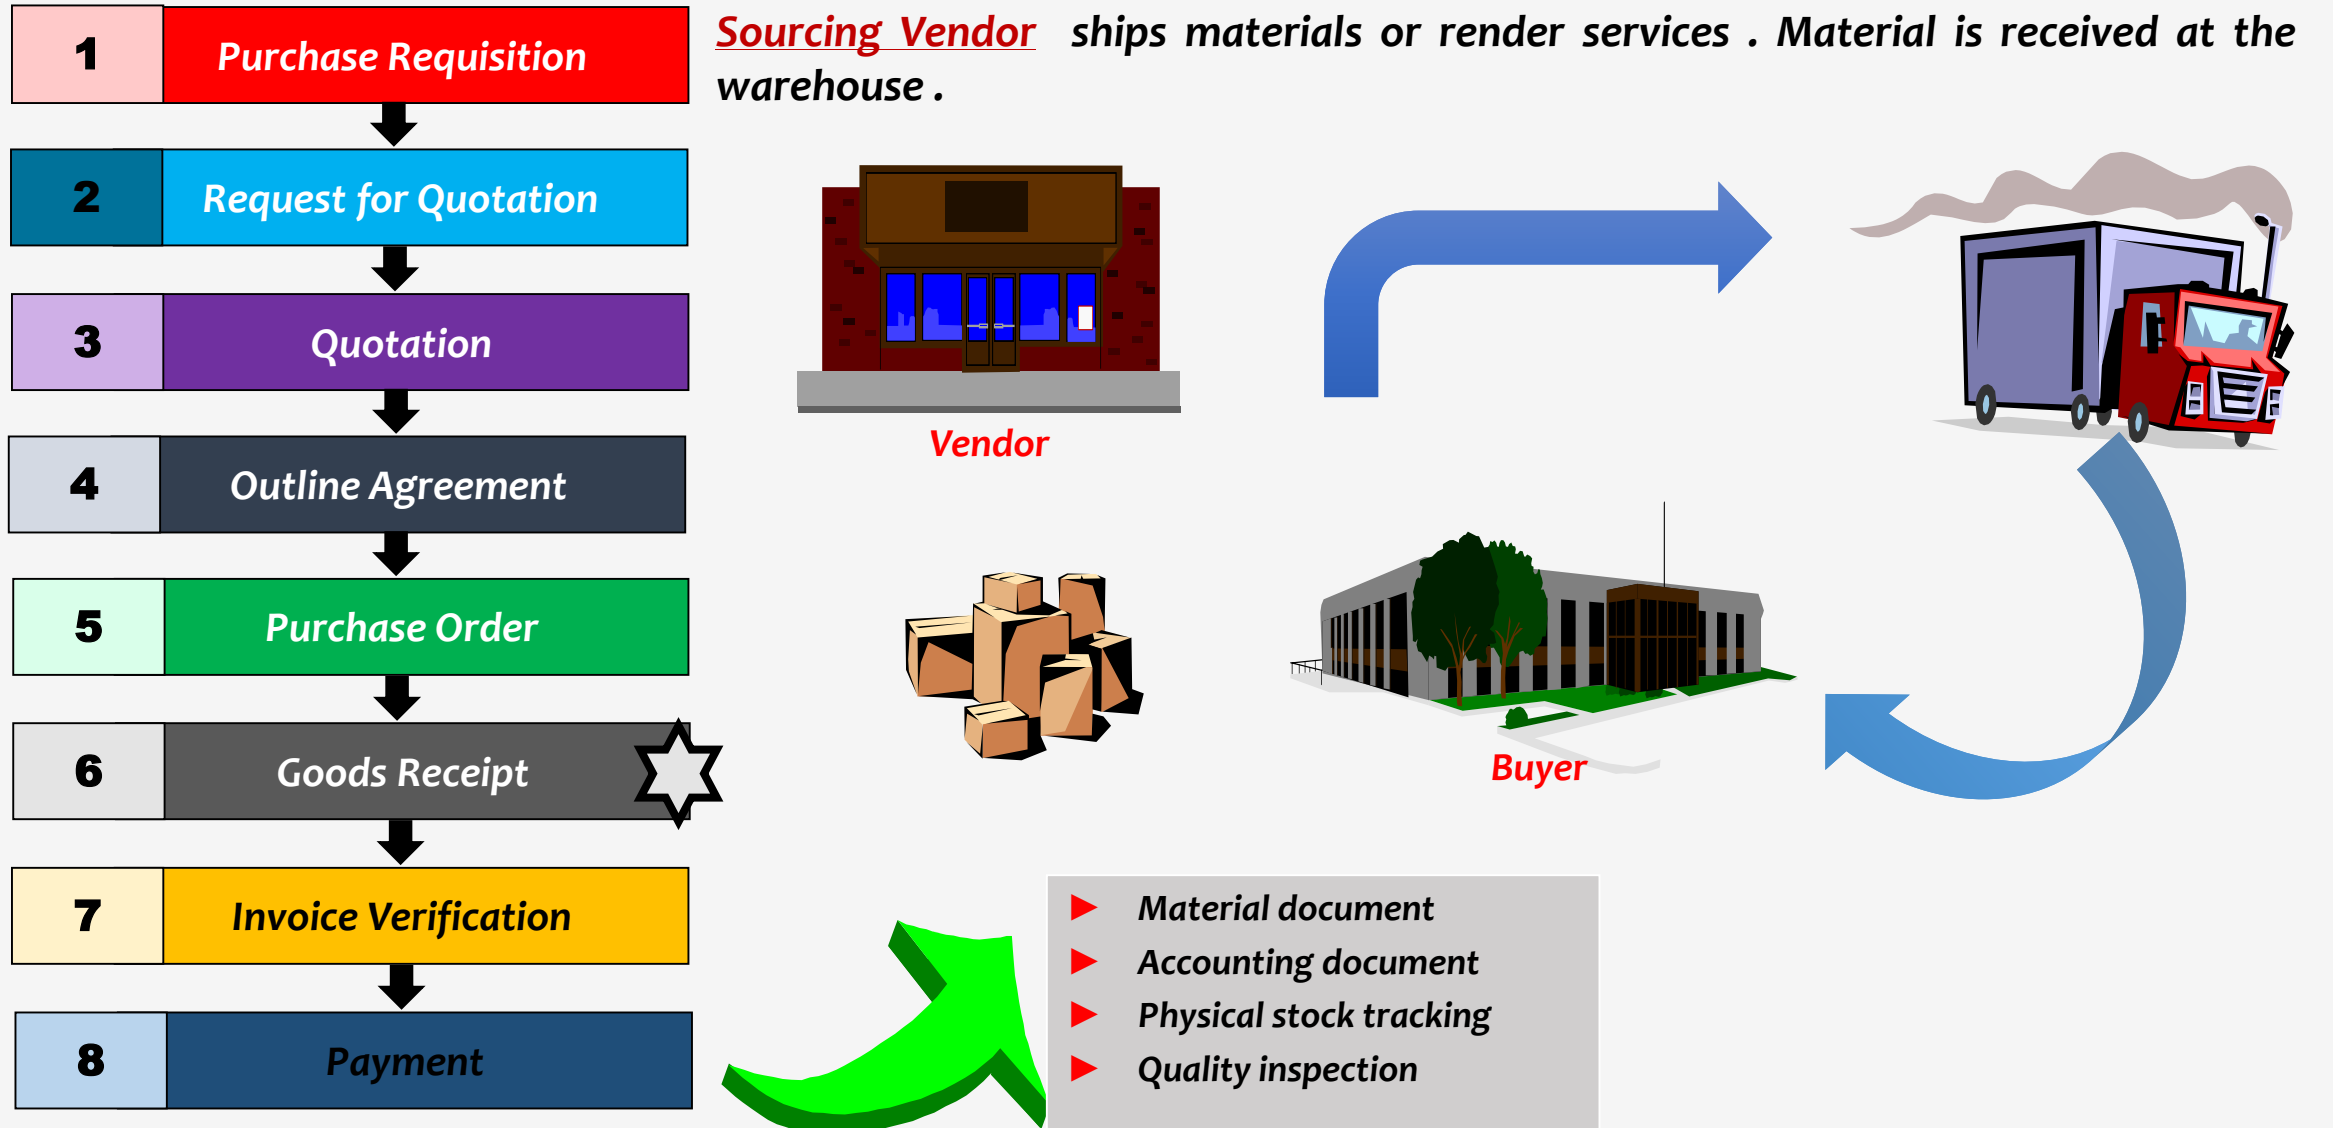 1 Purchase Requisition
2 Request for Quotation
3 Quotation
4 Outline Agreement
5 Purchase Order
6 Goods Receipt
7 Invoice Verification
8 Payment
Sourcing Vendor ships materials or render services . Material is received at the
warehouse .
Vendor
Buyer
Material document
Accounting document
Physical stock tracking
Quality inspection